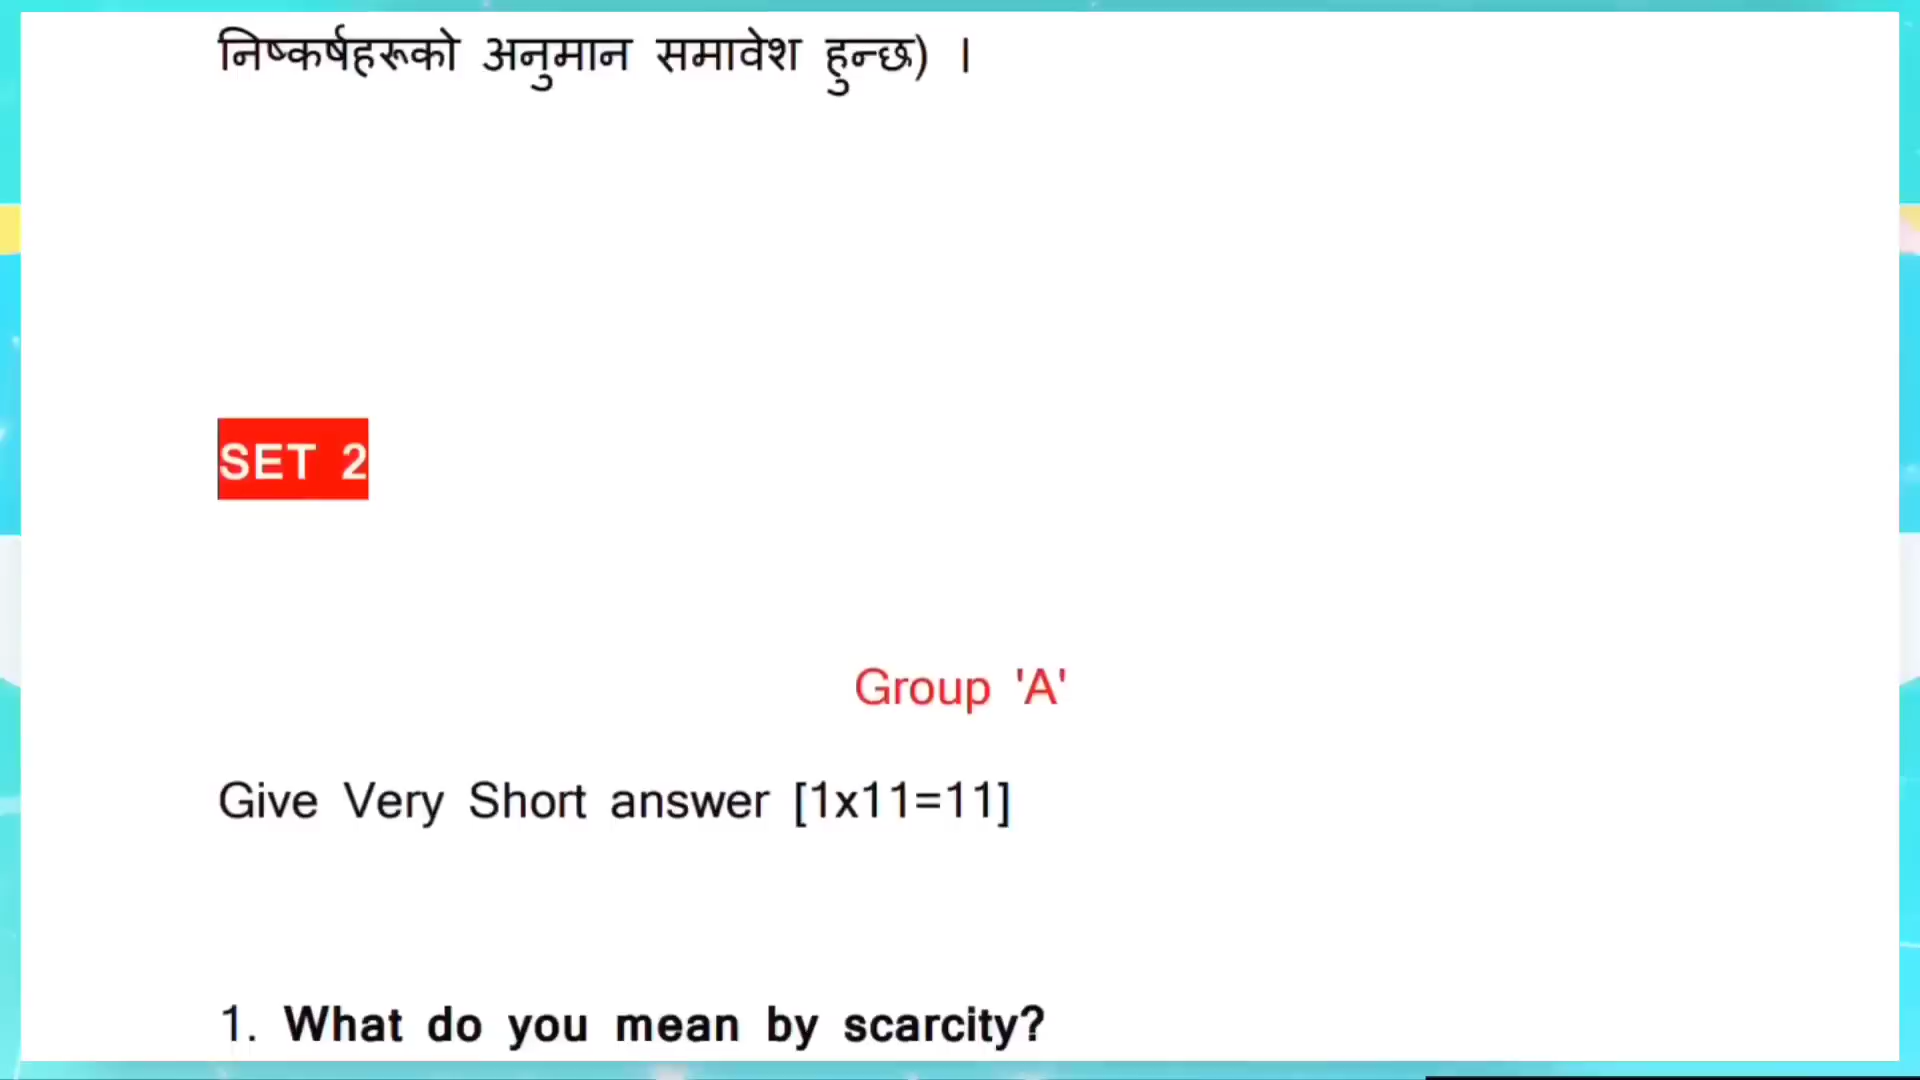 निष्कर्षहरूको अनुमान समावेश हुन्छ) ।
SET 2
Group 'A'
Give Very Short answer [1x11=11]
1. What do you mean by scarcity?